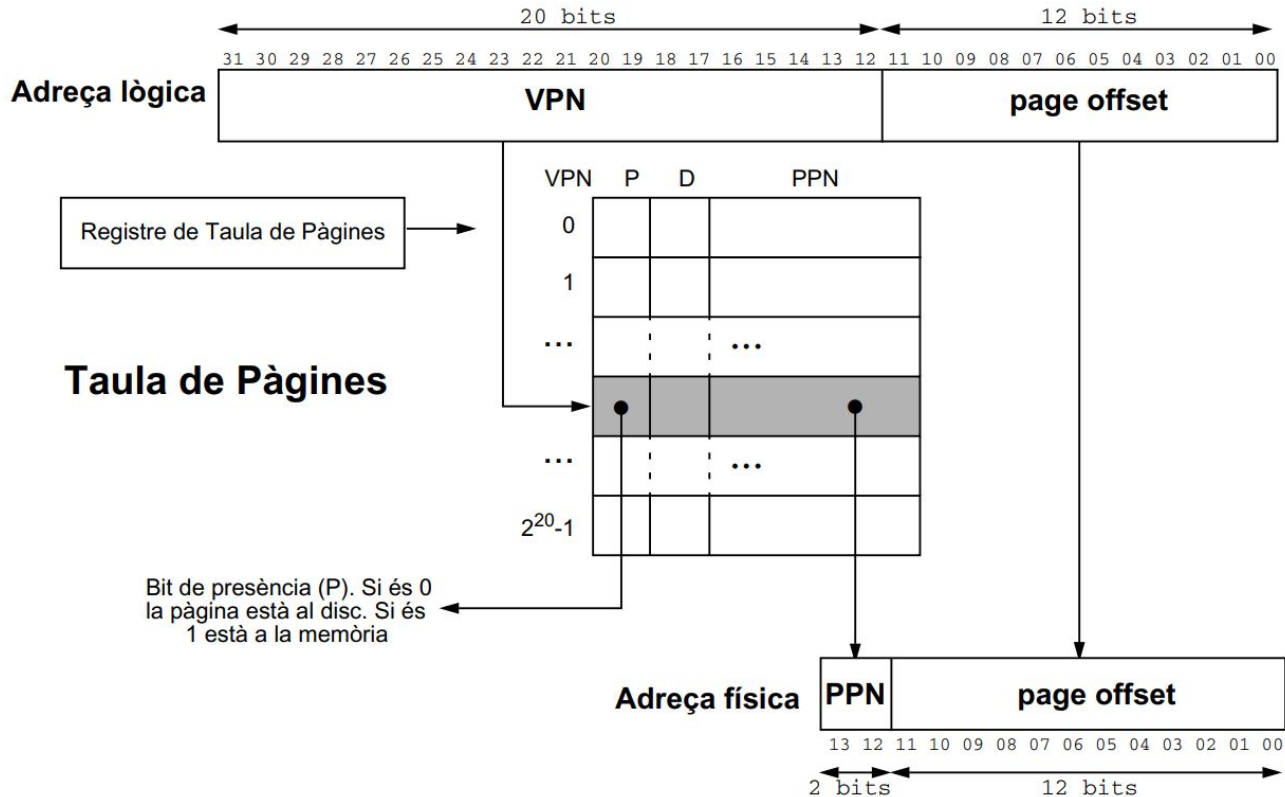 20 bits 12 bits
31 30 29 28 27 26 25 24 23 22 21 20 19 18 17 16 15 14 13 12 11 10 09 08 07 06 05 04 03 02 01 00
Adreça lògica VPN page offset
VPN P D PPN
Registre de Taula de Pàgines
0
1
... ...
Taula de Pàgines
... ...
2^20-1
Bit de presència (P). Si és 0
la pàgina està al disc. Si és
1 està a la memòria
Adreça física PPN page offset
13 12 11 10 09 08 07 06 05 04 03 02 01 00
2 bits 12 bits